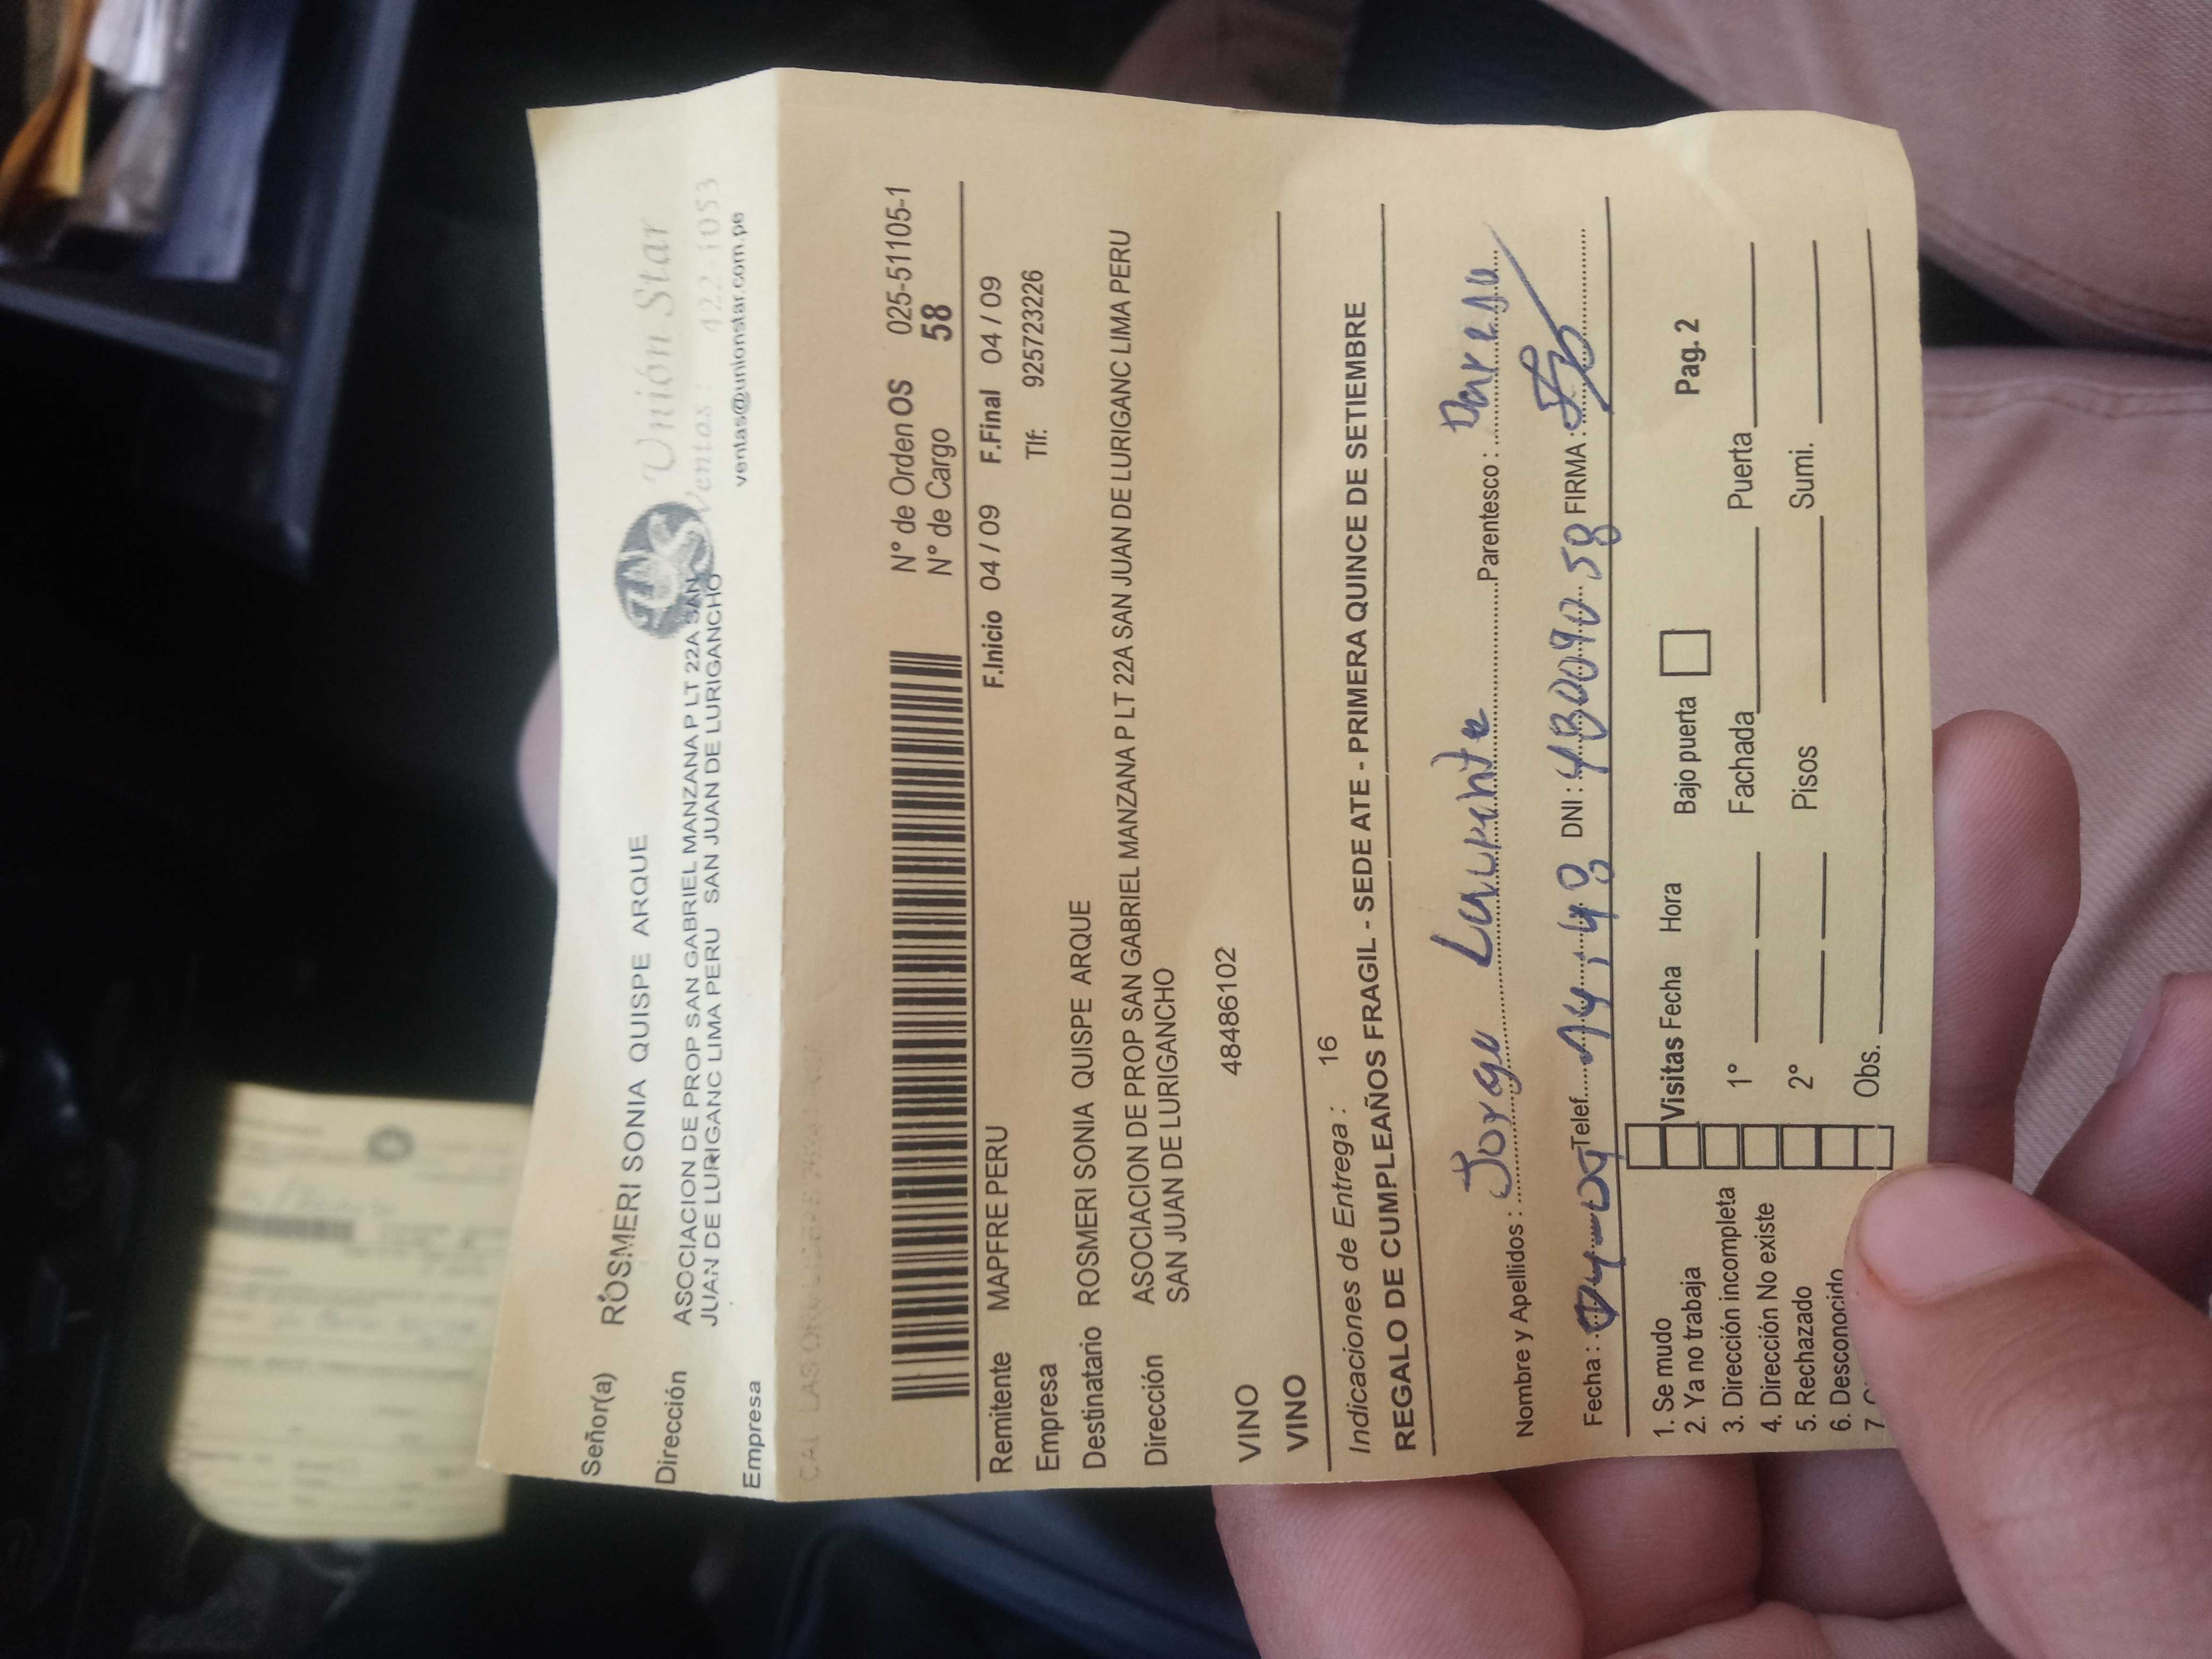 Señor(a) ROSMERI SONIA QUISPE ARQUE
Unión Star
Ventas: 422-1053
ventas@unionstar.com.pe
Dirección ASOCIACION DE PROP SAN GABRIEL MANZANA P LT 22A SAN
JUAN DE LURIGANC LIMA PERU SAN JUAN DE LURIGANCHO
Empresa
Nº de Orden OS 025-51105-1
Nº de Cargo 58
F.Inicio 04 / 09 F.Final 04 / 09
Remitente MAPFRE PERU
Tlf: 925723226
Empresa
Destinatario ROSMERI SONIA QUISPE ARQUE
Dirección ASOCIACION DE PROP SAN GABRIEL MANZANA P LT 22A SAN JUAN DE LURIGANC LIMA PERU
SAN JUAN DE LURIGANCHO
VINO 48486102
VINO
Indicaciones de Entrega : 16
REGALO DE CUMPLEAÑOS FRAGIL - SEDE ATE - PRIMERA QUINCE DE SETIEMBRE
Nombre y Apellidos : Jorge Laurente Parentesco :
Fecha : 04-09 Telef. 14:48 DNI : FIRMA :
1. Se mudo
2. Ya no trabaja Visitas Fecha Hora Bajo puerta Pag. 2
3. Dirección incompleta 1° Fachada Puerta
4. Dirección No existe
5. Rechazado 2° Pisos Sumi.
6. Desconocido
7. Obs.